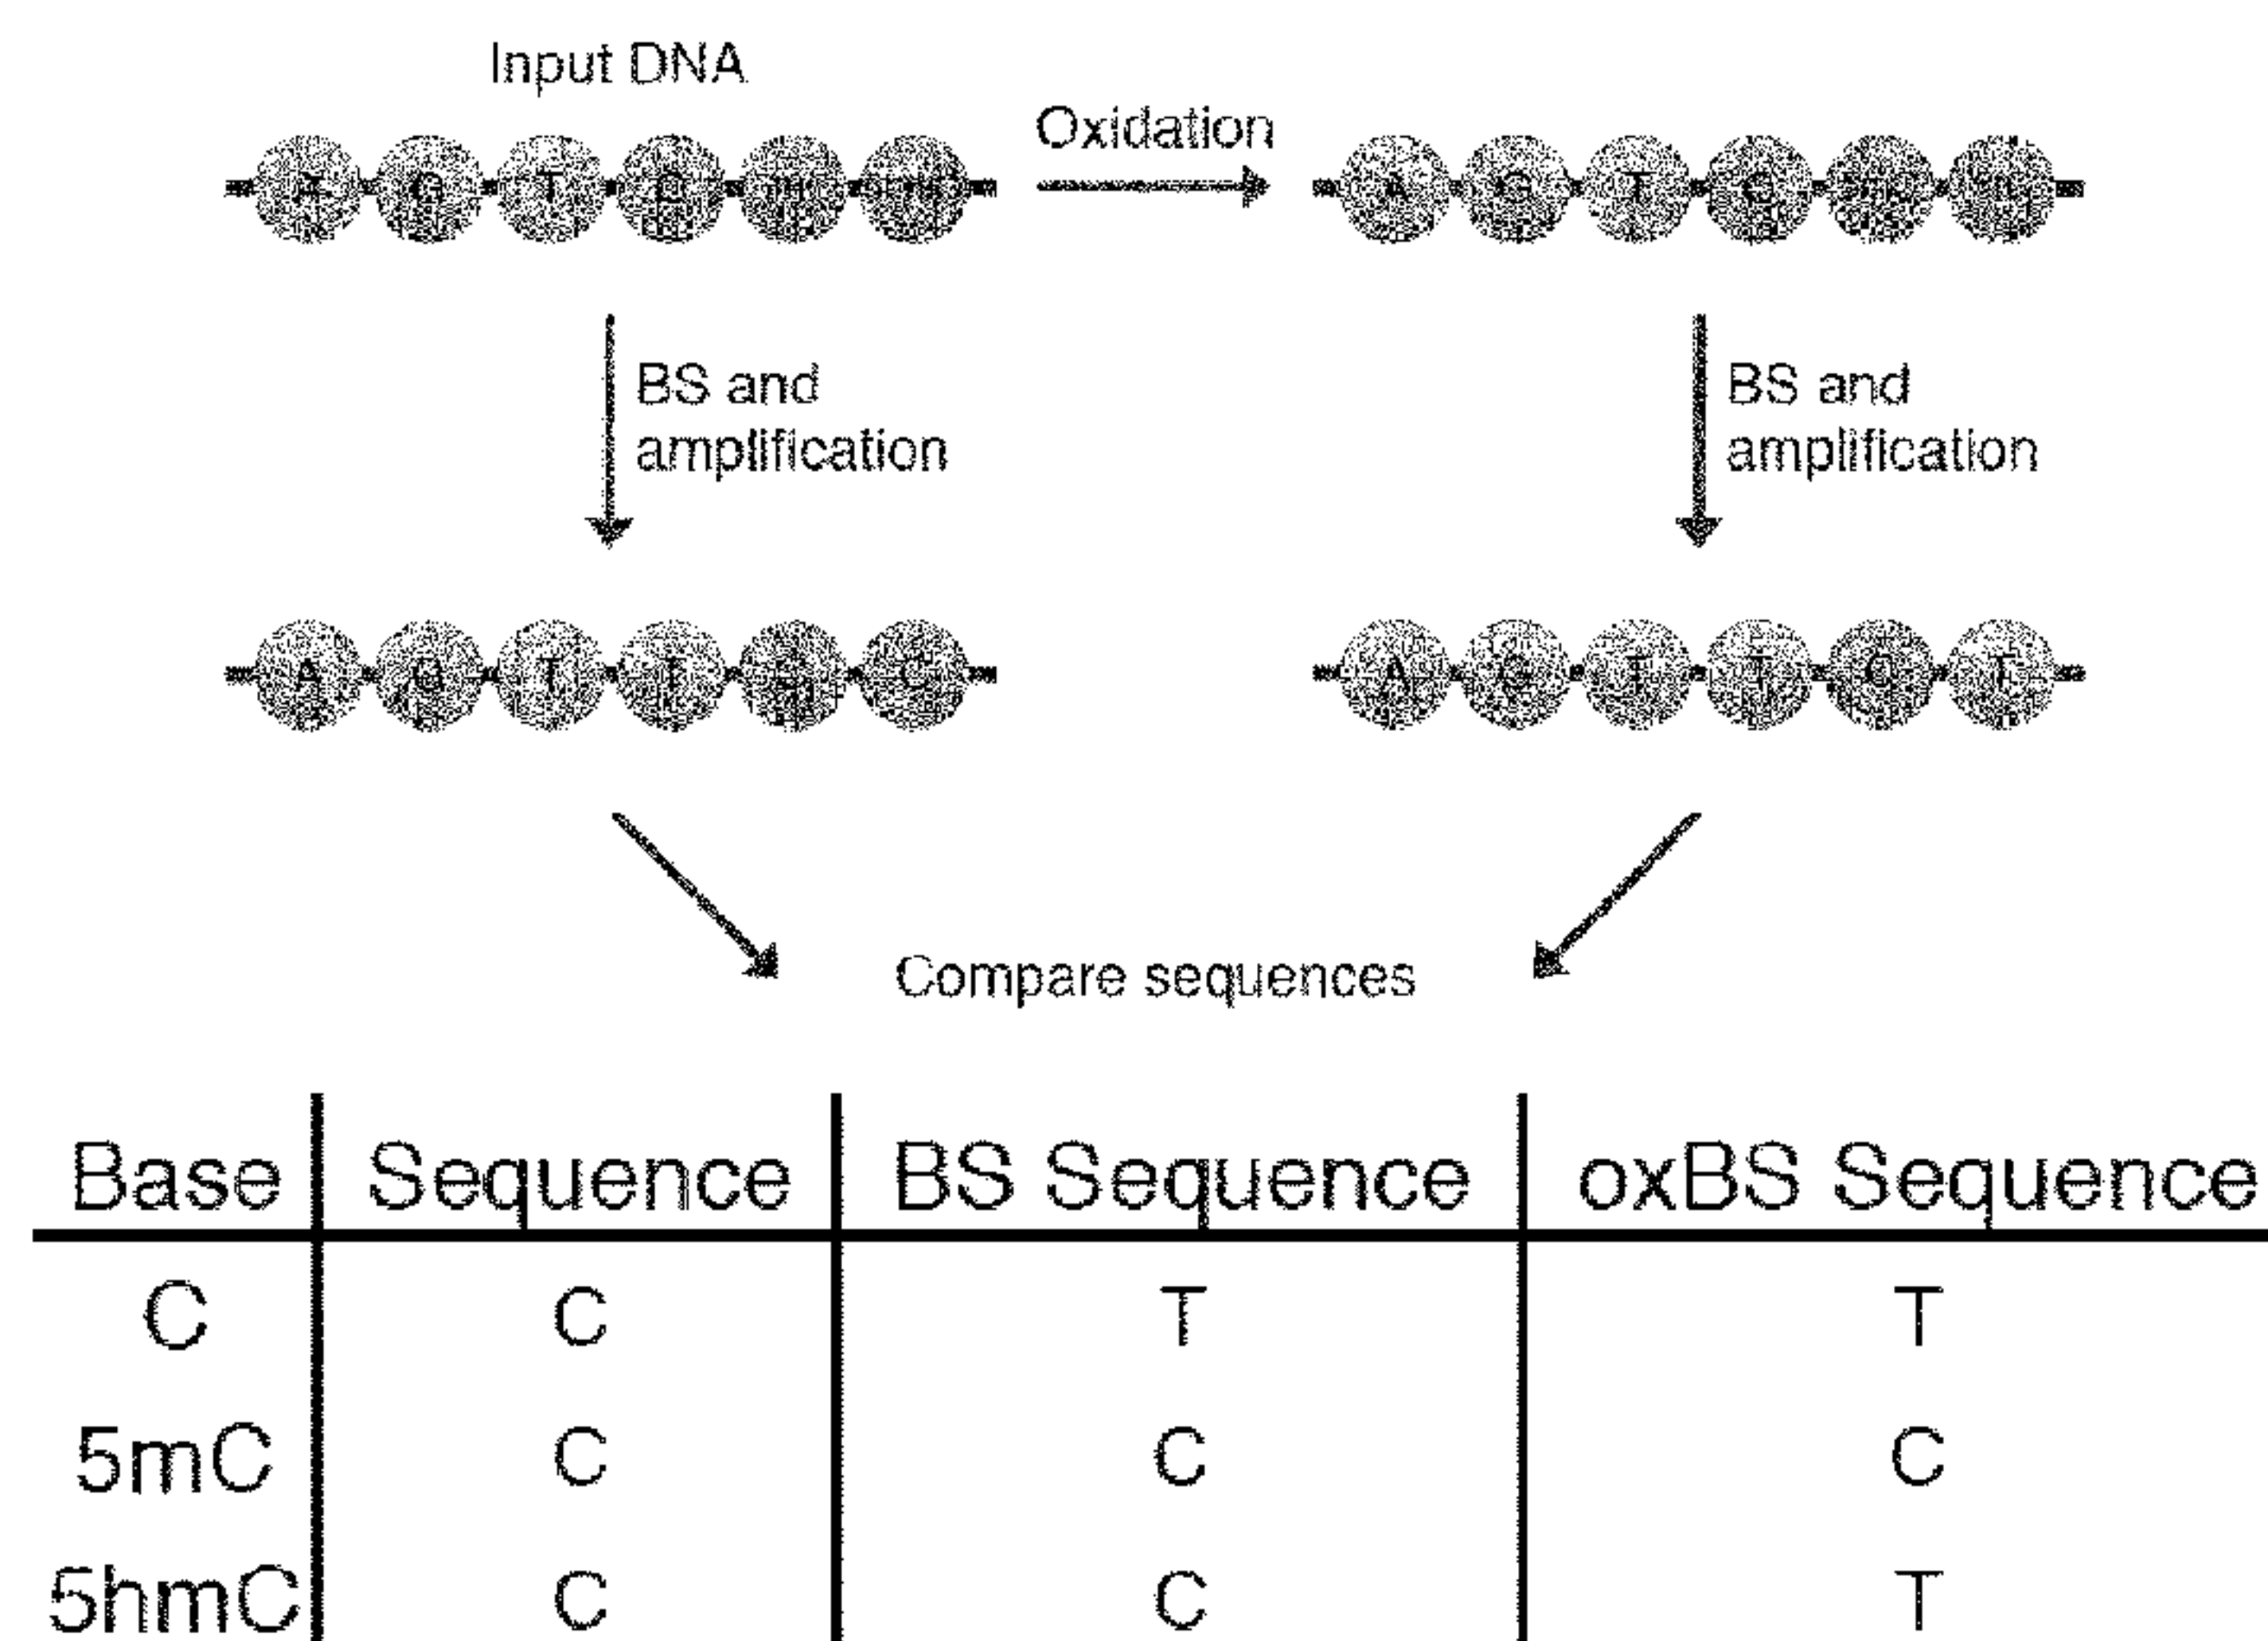 Input DNA
Oxidation
A G T C
A G T C
BS and
amplification
BS and
amplification
A G T T C C
A G T T C T
Compare sequences
Base Sequence BS Sequence oxBS Sequence
C C T T
5mC C C C
5hmC C C T